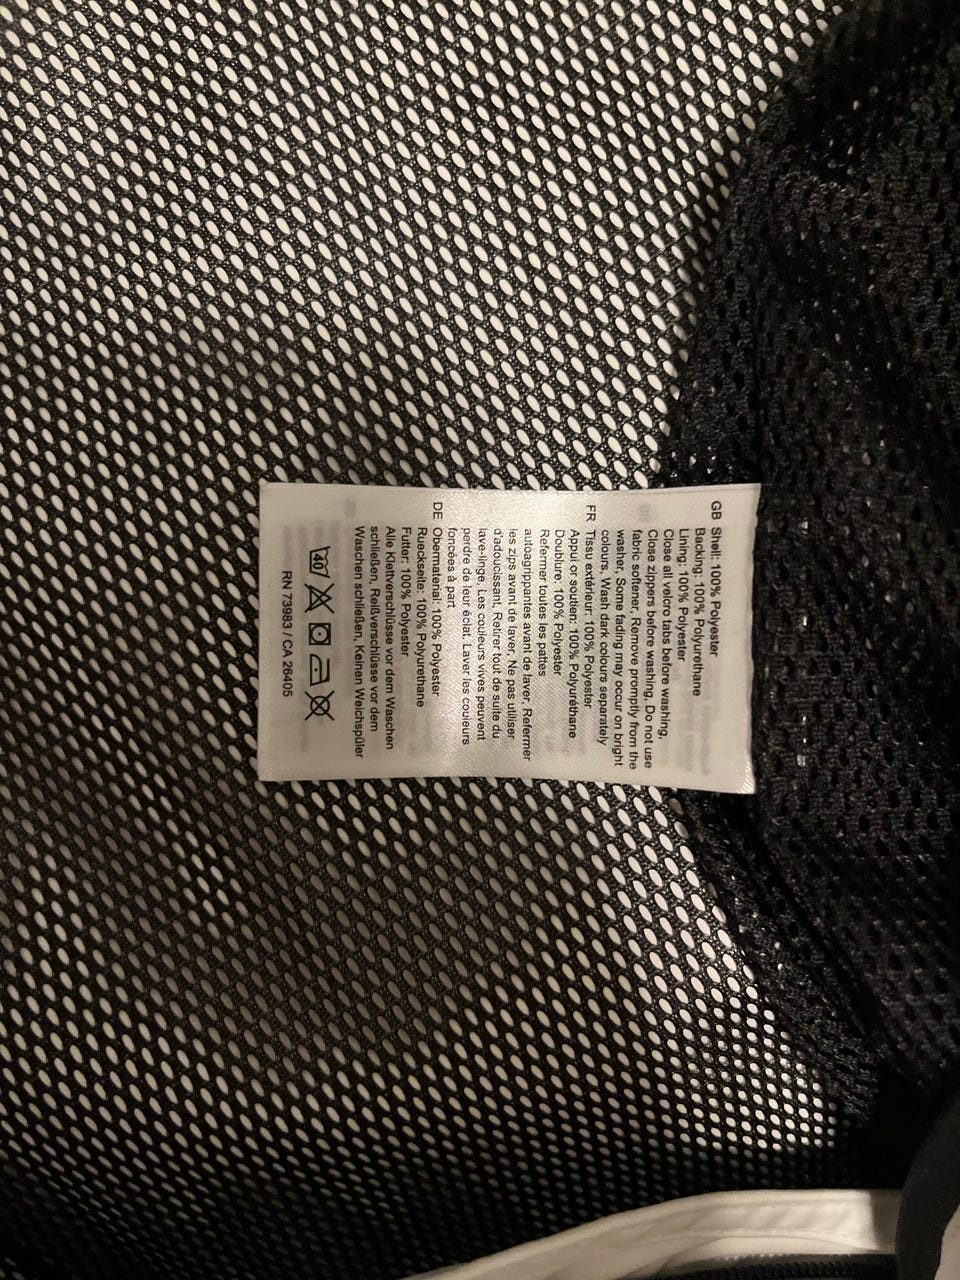 GB Shell: 100% Polyester
Backing: 100% Polyurethane
Lining: 100% Polyester
Close all velcro tabs before washing,
Close zippers before washing, Do not use
fabric softener, Remove promptly from the
washer, Some fading may occur on bright
colours, Wash dark colours separately
FR Tissu extérieur: 100% Polyester
Appui or soutien: 100% Polyuréthane
Doublure: 100% Polyester
Refermer toutes les pattes
autoagrippantes avant de laver, Refermer
les zips avant de laver, Ne pas utiliser
d'adoucissant, Retirer tout de suite du
lave-linge, Les couleurs vives peuvent
perdre de leur éclat, Laver les couleurs
foncées à part
DE Obermaterial: 100% Polyester
Rueckseite: 100% Polyurethane
Futter: 100% Polyester
Alle Klettverschlüsse vor dem Waschen
schließen, Reißverschlüsse vor dem
Waschen schließen, Keinen Weichspüler
40
RN 73983 / CA 26405